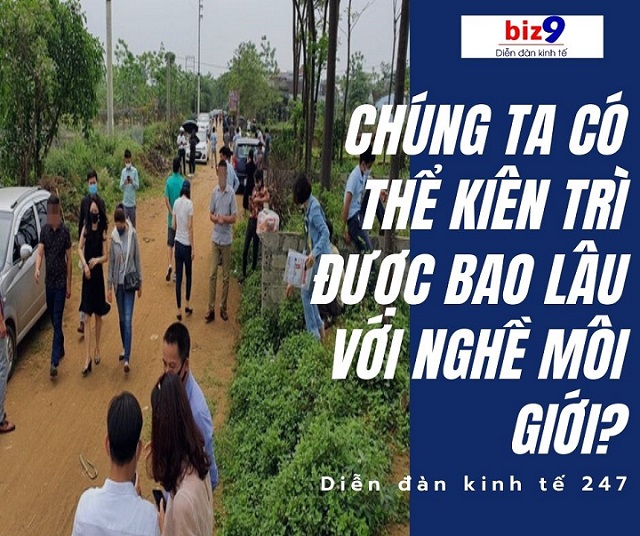 biz9
Diễn đàn kinh tế
CHÚNG TA CÓ
THỂ KIÊN TRÌ
ĐƯỢC BAO LÂU
VỚI NGHỀ MÔI
GIỚI?
Diễn đàn kinh tế 247